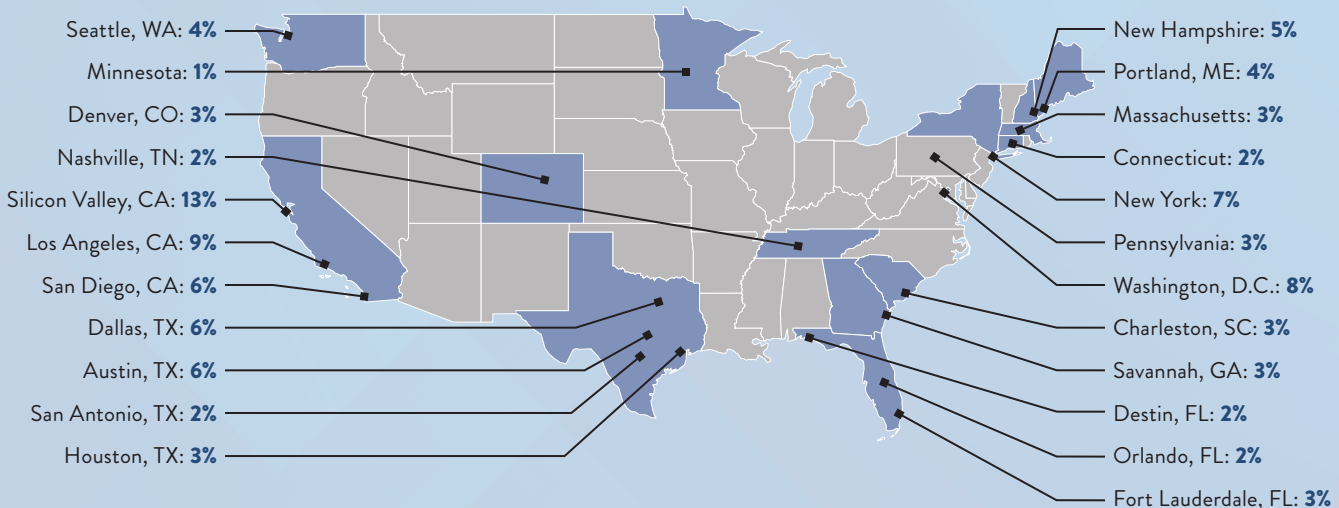 Seattle, WA: 4%
Minnesota: 1%
Denver, CO: 3%
Nashville, TN: 2%
Silicon Valley, CA: 13%
Los Angeles, CA: 9%
San Diego, CA: 6%
Dallas, TX: 6%
Austin, TX: 6%
San Antonio, TX: 2%
Houston, TX: 3%
New Hampshire: 5%
Portland, ME: 4%
Massachusetts: 3%
Connecticut: 2%
New York: 7%
Pennsylvania: 3%
Washington, D.C.: 8%
Charleston, SC: 3%
Savannah, GA: 3%
Destin, FL: 2%
Orlando, FL: 2%
Fort Lauderdale, FL: 3%